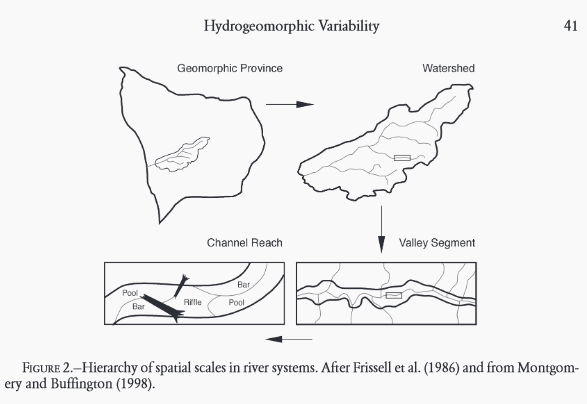 Hydrogeomorphic Variability 41
Geomorphic Province
Watershed
Channel Reach
Valley Segment
Pool
Bar
Riffle
Bar
Pool
FIGURE 2.–Hierarchy of spatial scales in river systems. After Frissell et al. (1986) and from Montgom-
ery and Buffington (1998).